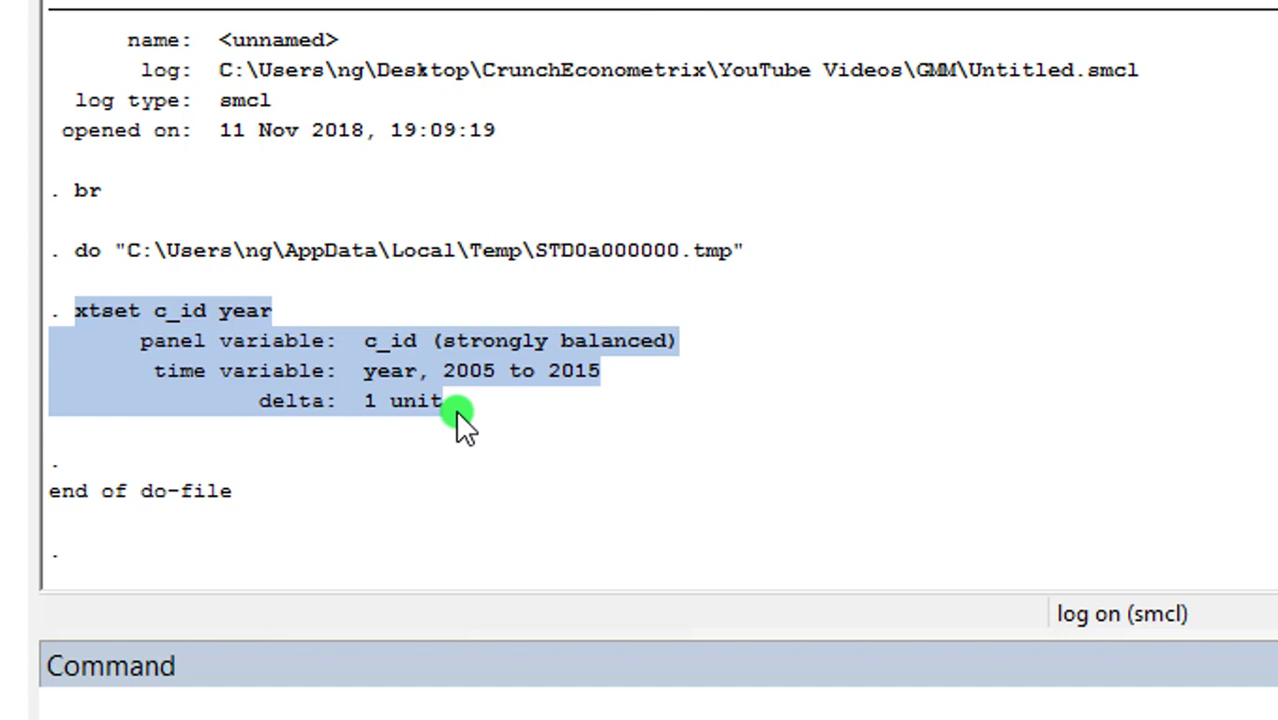 name: <unnamed>
log: C:\Users\ng\Desktop\CrunchEconometrix\YouTube Videos\GMM\Untitled.smcl
log type: smcl
opened on: 11 Nov 2018, 19:09:19
. br
. do "C:\Users\ng\AppData\Local\Temp\STD0a000000.tmp"
. xtset c_id year
panel variable: c_id (strongly balanced)
time variable: year, 2005 to 2015
delta: 1 unit
.
end of do-file
.
log on (smcl)
Command